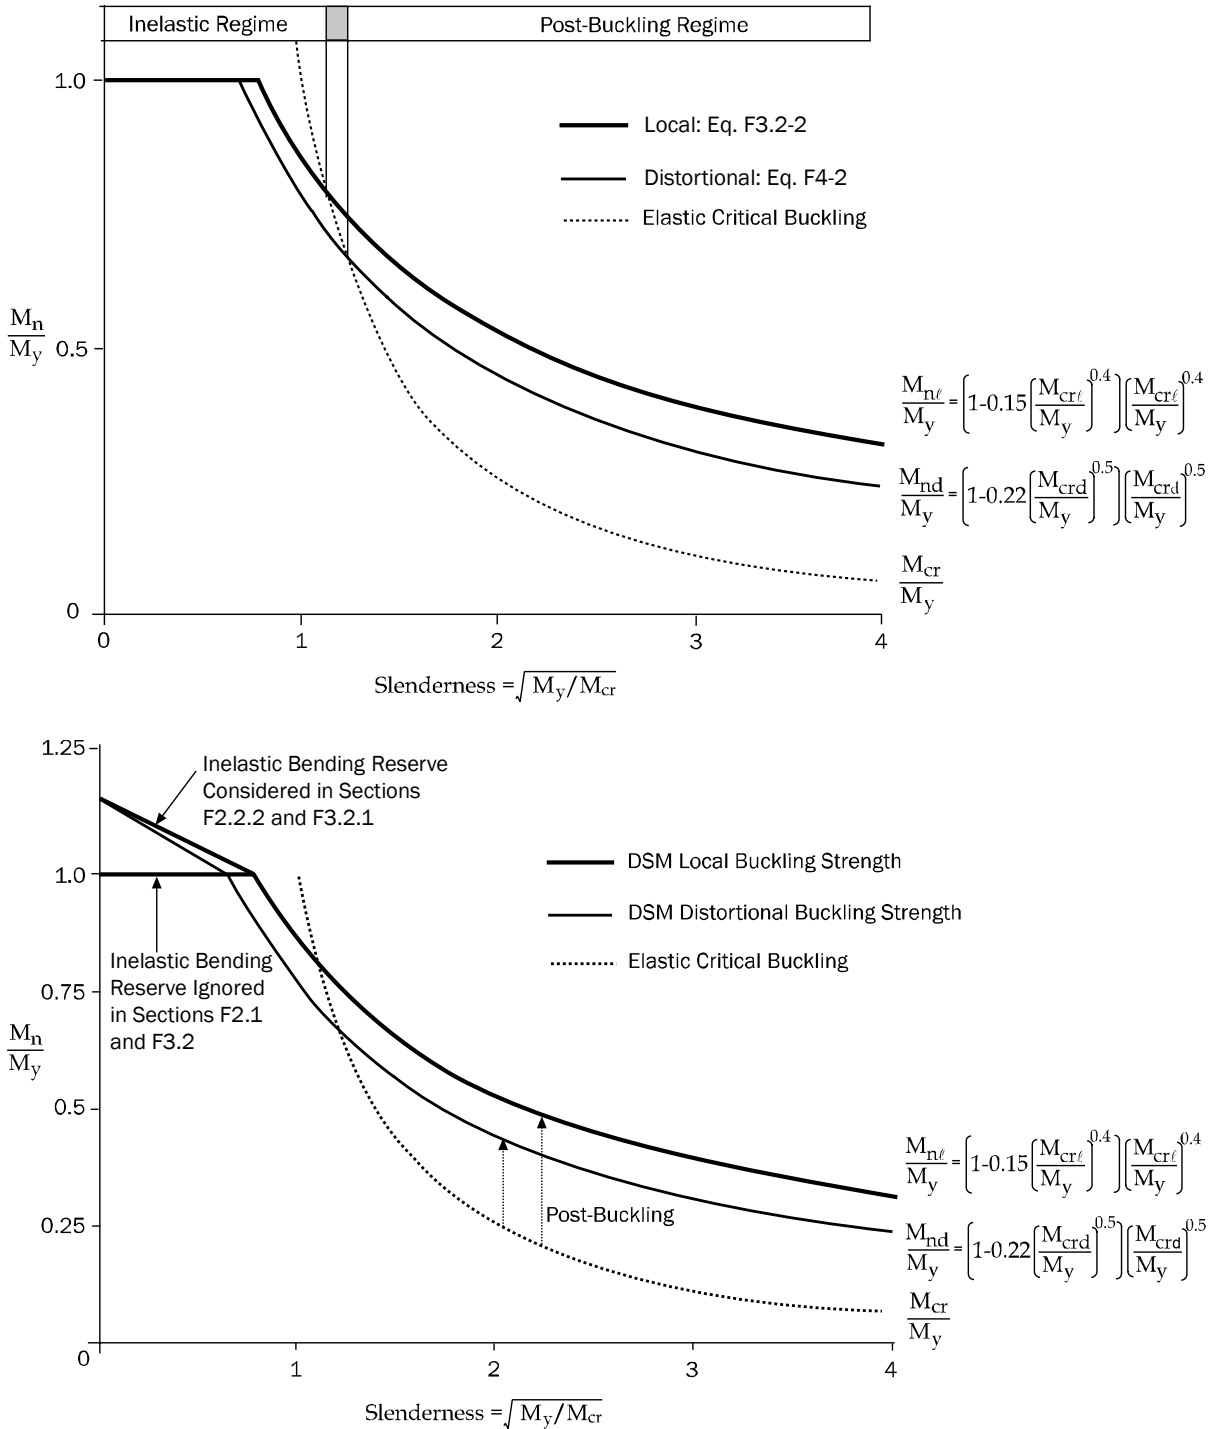 Inelastic Regime
Post-Buckling Regime
1.0
Local: Eq. F3.2-2
Distortional: Eq. F4-2
Elastic Critical Buckling
Mn
My
0.5
Mnℓ/My = (1-0.15(Mcrℓ/My)^0.4)(Mcrℓ/My)^0.4
Mnd/My = (1-0.22(Mcrd/My)^0.5)(Mcrd/My)^0.5
Mcr
My
0
0 1 2 3 4
Slenderness = √My/Mcr
1.25
Inelastic Bending Reserve
Considered in Sections
F2.2.2 and F3.2.1
1.0
DSM Local Buckling Strength
DSM Distortional Buckling Strength
Elastic Critical Buckling
Inelastic Bending
Reserve Ignored
in Sections F2.1
and F3.2
0.75
Mn
My
0.5
0.25
Post-Buckling
Mnℓ/My = (1-0.15(Mcrℓ/My)^0.4)(Mcrℓ/My)^0.4
Mnd/My = (1-0.22(Mcrd/My)^0.5)(Mcrd/My)^0.5
Mcr
My
0
1 2 3 4
Slenderness = √My/Mcr